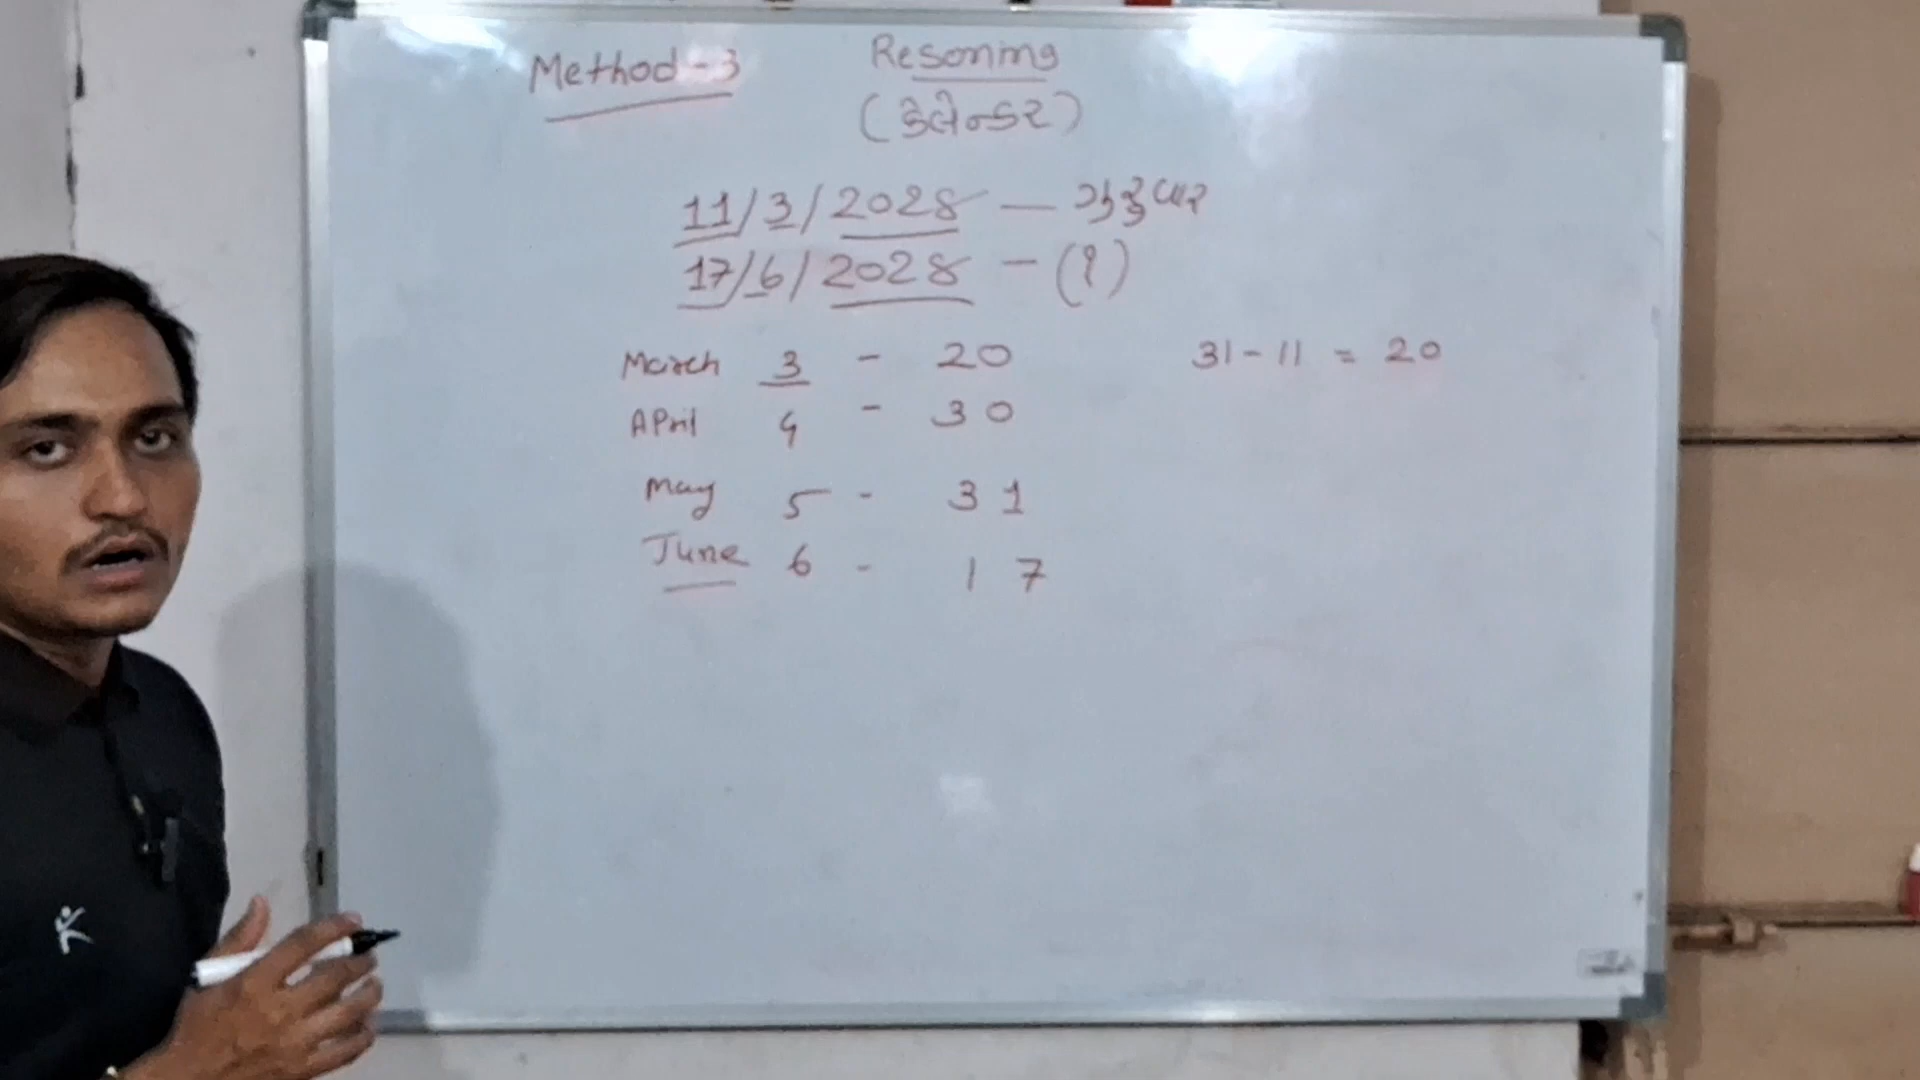 Method-3
Resoning
(કેલેન્ડર)
11/3/2028 — ગુરુવાર
17/6/2028 - (?)
March 3 - 20 31-11 = 20
April 4 - 30
May 5 - 31
June 6 - 17